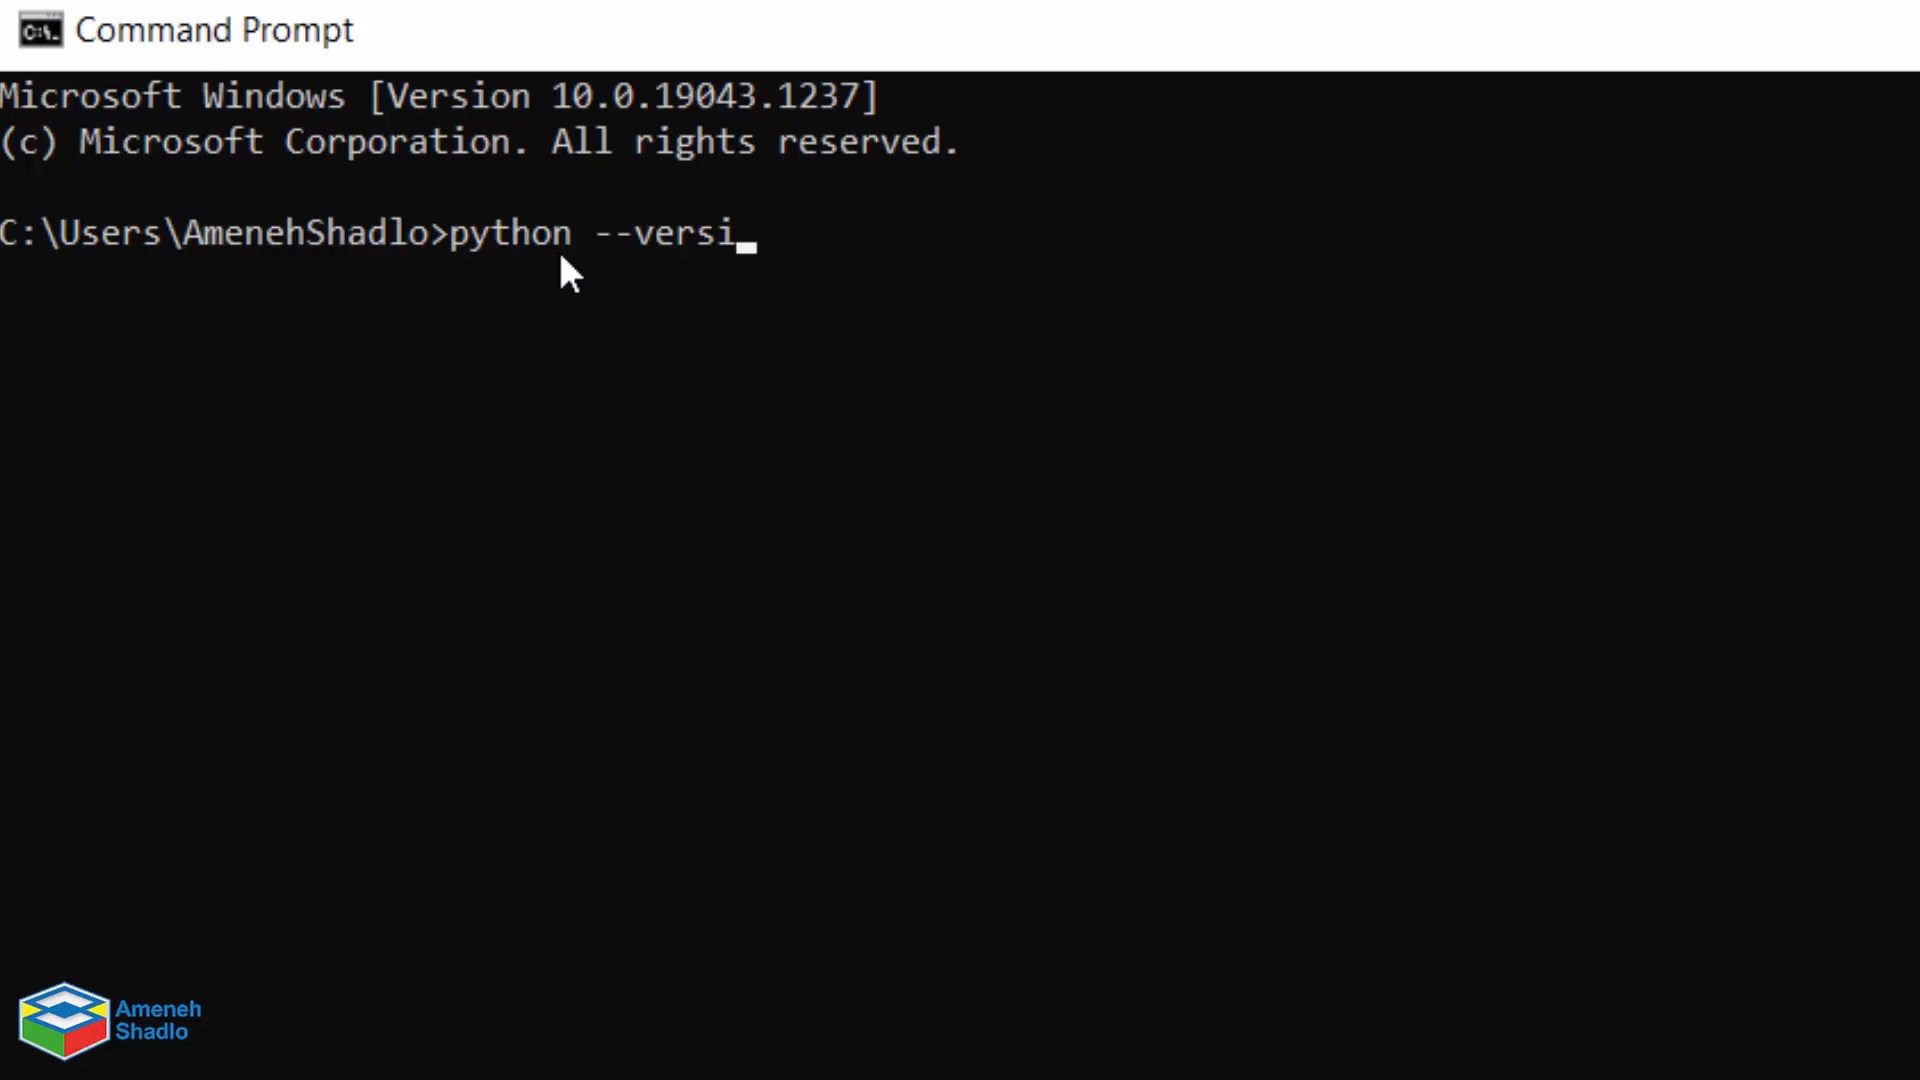 Command Prompt
Microsoft Windows [Version 10.0.19043.1237]
(c) Microsoft Corporation. All rights reserved.
C:\Users\AmenehShadlo>python --versi
Ameneh
Shadlo